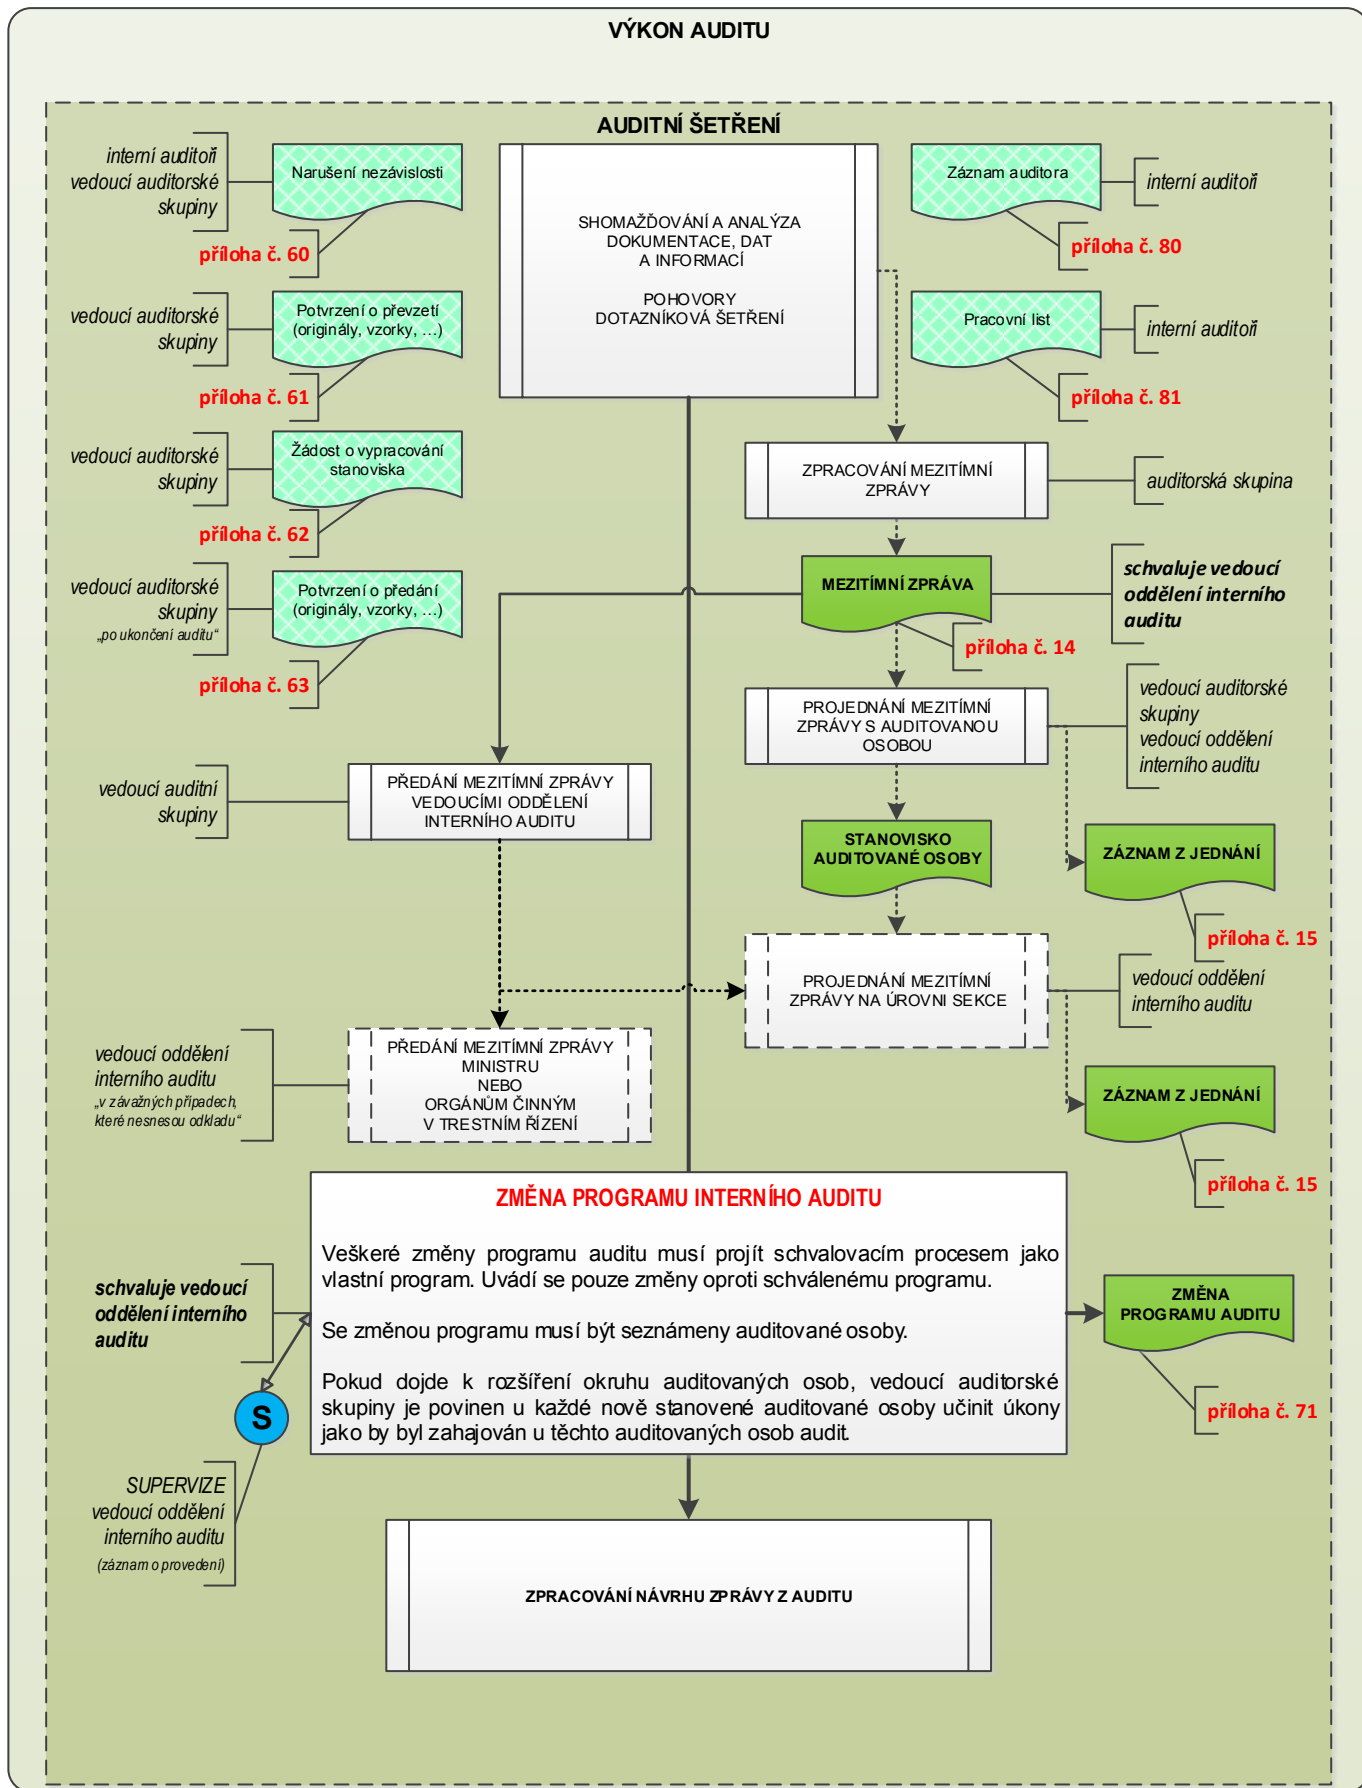 VÝKON AUDITU
AUDITNÍ ŠETŘENÍ
interní auditoři
vedoucí auditorské
skupiny
Narušení nezávislosti
příloha č. 60
SHOMAŽĎOVÁNÍ A ANALÝZA
DOKUMENTACE, DAT
A INFORMACÍ
POHOVORY
DOTAZNÍKOVÁ ŠETŘENÍ
Záznam auditora
interní auditoři
příloha č. 80
vedoucí auditorské
skupiny
Potvrzení o převzetí
(originály, vzorky, …)
příloha č. 61
Pracovní list
interní auditoři
příloha č. 81
vedoucí auditorské
skupiny
Žádost o vypracování
stanoviska
příloha č. 62
ZPRACOVÁNÍ MEZITÍMNÍ
ZPRÁVY
auditorská skupina
vedoucí auditorské
skupiny
„po ukončení auditu“
Potvrzení o předání
(originály, vzorky, …)
příloha č. 63
MEZITÍMNÍ ZPRÁVA
schvaluje vedoucí
oddělení interního
auditu
příloha č. 14
PROJEDNÁNÍ MEZITÍMNÍ
ZPRÁVY S AUDITOVANOU
OSOBOU
vedoucí auditorské
skupiny
vedoucí oddělení
interního auditu
vedoucí auditní
skupiny
PŘEDÁNÍ MEZITÍMNÍ ZPRÁVY
VEDOUCÍMI ODDĚLENÍ
INTERNÍHO AUDITU
STANOVISKO
AUDITOVANÉ OSOBY
ZÁZNAM Z JEDNÁNÍ
příloha č. 15
PROJEDNÁNÍ MEZITÍMNÍ
ZPRÁVY NA ÚROVNI SEKCE
vedoucí oddělení
interního auditu
vedoucí oddělení
interního auditu
„v závažných případech,
které nesnesou odkladu“
PŘEDÁNÍ MEZITÍMNÍ ZPRÁVY
MINISTRU
NEBO
ORGÁNŮM ČINNÝM
V TRESTNÍM ŘÍZENÍ
ZÁZNAM Z JEDNÁNÍ
příloha č. 15
ZMĚNA PROGRAMU INTERNÍHO AUDITU
Veškeré změny programu auditu musí projít schvalovacím procesem jako
vlastní program. Uvádí se pouze změny oproti schválenému programu.
Se změnou programu musí být seznámeny auditované osoby.
Pokud dojde k rozšíření okruhu auditovaných osob, vedoucí auditorské
skupiny je povinen u každé nově stanovené auditované osoby učinit úkony
jako by byl zahajován u těchto auditovaných osob audit.
schvaluje vedoucí
oddělení interního
auditu
S
SUPERVIZE
vedoucí oddělení
interního auditu
(záznam o provedení)
ZMĚNA
PROGRAMU AUDITU
příloha č. 71
ZPRACOVÁNÍ NÁVRHU ZPRÁVY Z AUDITU